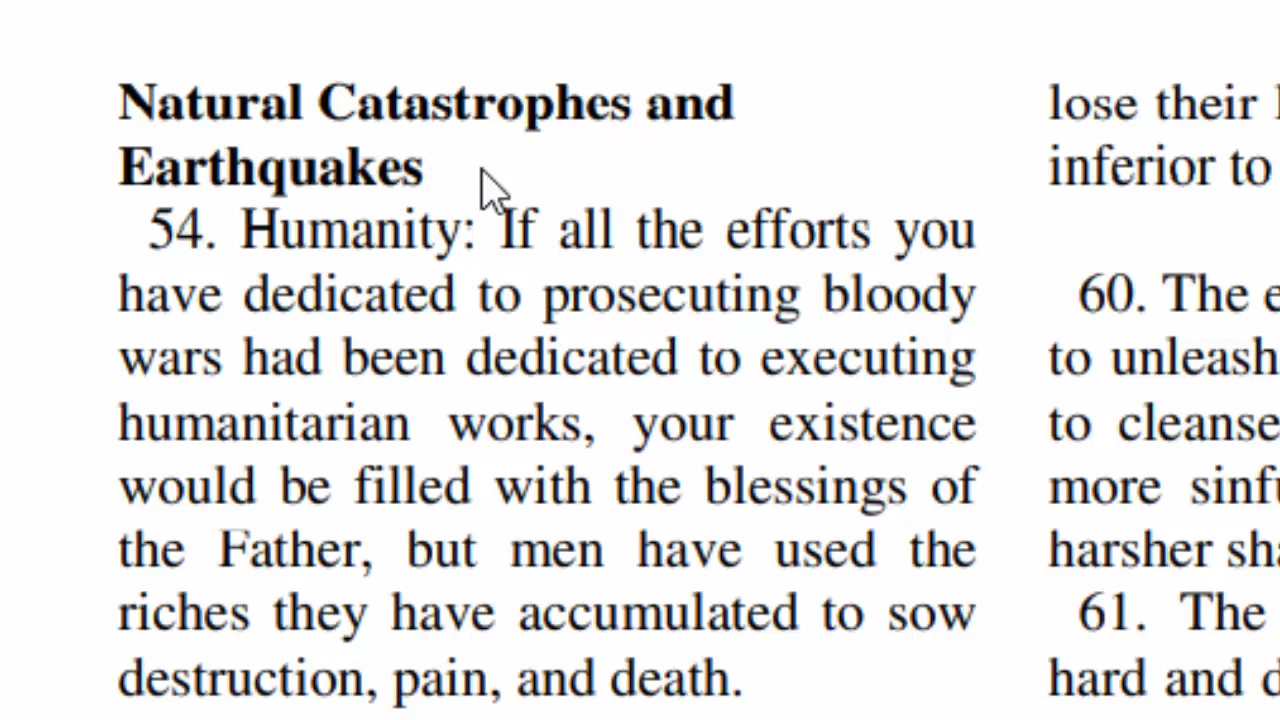 Natural Catastrophes and
Earthquakes
54. Humanity: If all the efforts you
have dedicated to prosecuting bloody
wars had been dedicated to executing
humanitarian works, your existence
would be filled with the blessings of
the Father, but men have used the
riches they have accumulated to sow
destruction, pain, and death.
lose their
inferior to
60. The
to unleash
to cleanse
more
harsher
61. The
hard and